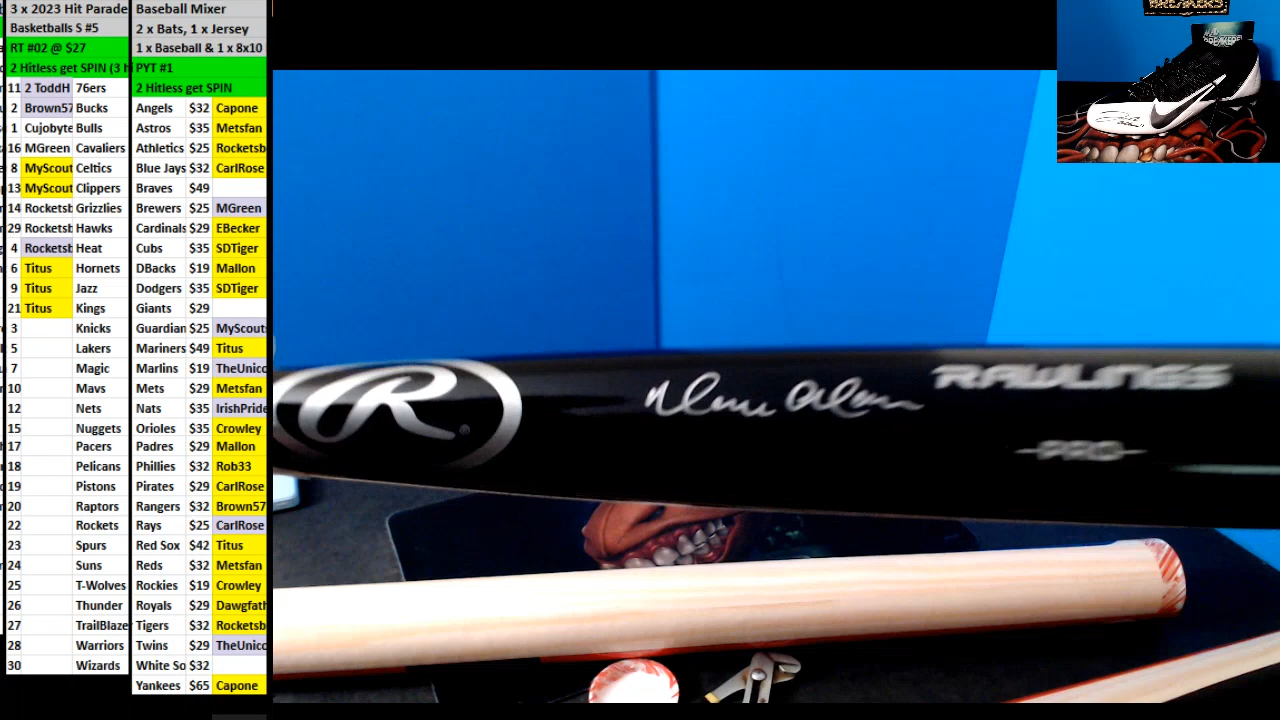 3 x 2023 Hit Parade
Basketballs S #5
RT #02 @ $27
2 Hitless get SPIN (3 h
11 2 ToddH 76ers
2 Brown57 Bucks
1 Cujobyte Bulls
16 MGreen Cavaliers
8 MyScout Celtics
13 MyScout Clippers
14 Rocketsb Grizzlies
29 Rocketsb Hawks
4 Rocketsb Heat
6 Titus Hornets
9 Titus Jazz
21 Titus Kings
3 Knicks
5 Lakers
7 Magic
10 Mavs
12 Nets
15 Nuggets
17 Pacers
18 Pelicans
19 Pistons
20 Raptors
22 Rockets
23 Spurs
24 Suns
25 T-Wolves
26 Thunder
27 TrailBlaze
28 Warriors
30 Wizards
Baseball Mixer
2 x Bats, 1 x Jersey
1 x Baseball & 1 x 8x10
PYT #1
2 Hitless get SPIN
Angels $32 Capone
Astros $35 Metsfan
Athletics $25 Rocketsb
Blue Jays $32 CarlRose
Braves $49
Brewers $25 MGreen
Cardinals $29 EBecker
Cubs $35 SDTiger
DBacks $19 Mallon
Dodgers $35 SDTiger
Giants $29
Guardian $25 MyScout
Mariners $49 Titus
Marlins $19 TheUnico
Mets $29 Metsfan
Nats $35 IrishPride
Orioles $35 Crowley
Padres $29 Mallon
Phillies $32 Rob33
Pirates $29 CarlRose
Rangers $32 Brown57
Rays $25 CarlRose
Red Sox $42 Titus
Reds $32 Metsfan
Rockies $19 Crowley
Royals $29 Dawgfath
Tigers $32 Rocketsb
Twins $29 TheUnico
White So $32
Yankees $65 Capone
R ®
RAWLINGS
-PRO-
BREAKERS